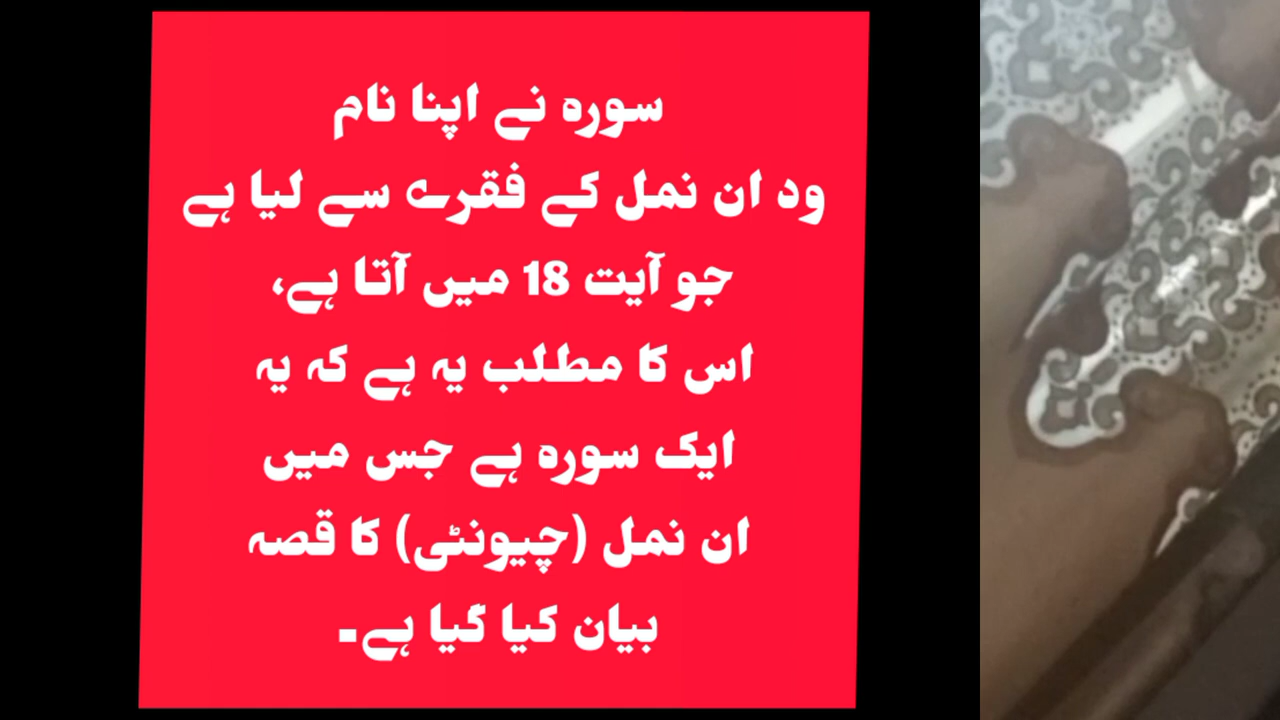 سورہ نے اپنا نام
ود ان نمل کے فقرے سے لیا ہے
جو آیت 18 میں آتا ہے،
اس کا مطلب یہ ہے کہ یہ
ایک سورہ ہے جس میں
ان نمل (چیونٹی) کا قصہ
بیان کیا گیا ہے۔